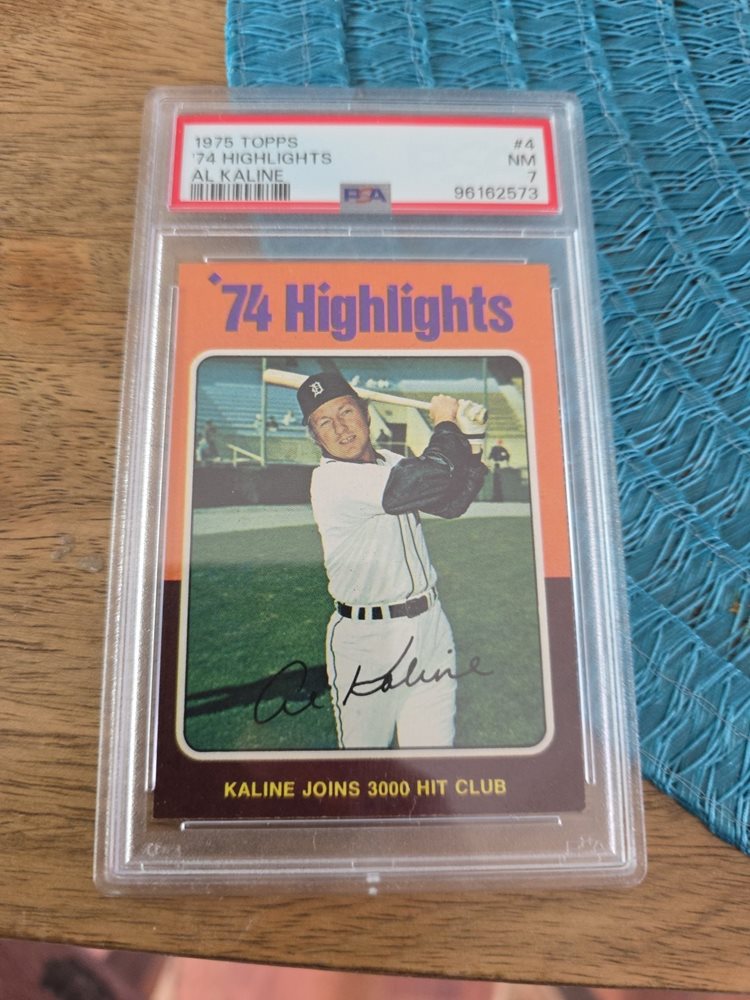 1975 TOPPS #4
'74 HIGHLIGHTS NM
AL KALINE 7
PSA 96162573
'74 Highlights
D
Al Kaline
KALINE JOINS 3000 HIT CLUB